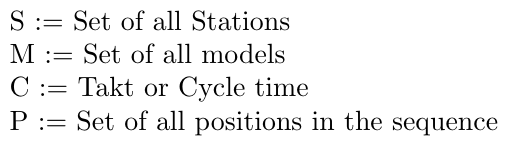 S := Set of all Stations
M := Set of all models
C := Takt or Cycle time
P := Set of all positions in the sequence